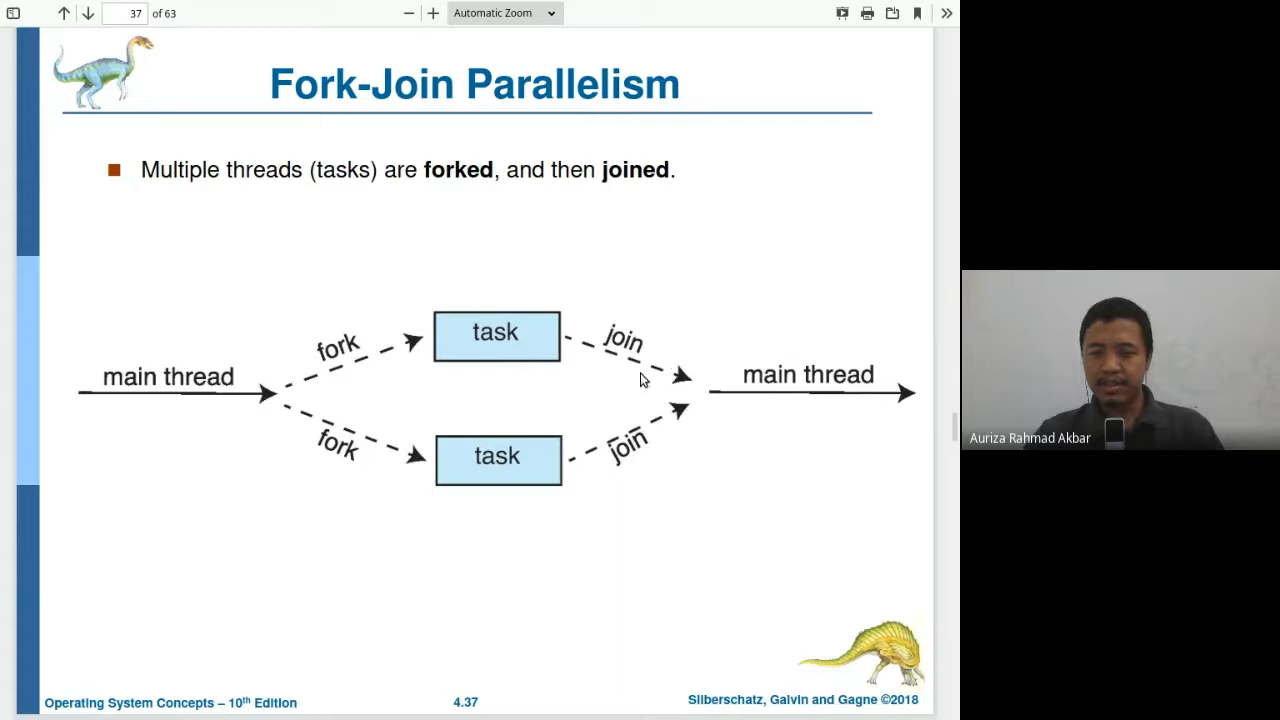 37 of 63
Automatic Zoom
Fork-Join Parallelism
Multiple threads (tasks) are forked, and then joined.
task
fork
join
main thread
main thread
fork
join
task
Auriza Rahmad Akbar
Operating System Concepts – 10th Edition
4.37
Silberschatz, Galvin and Gagne ©2018